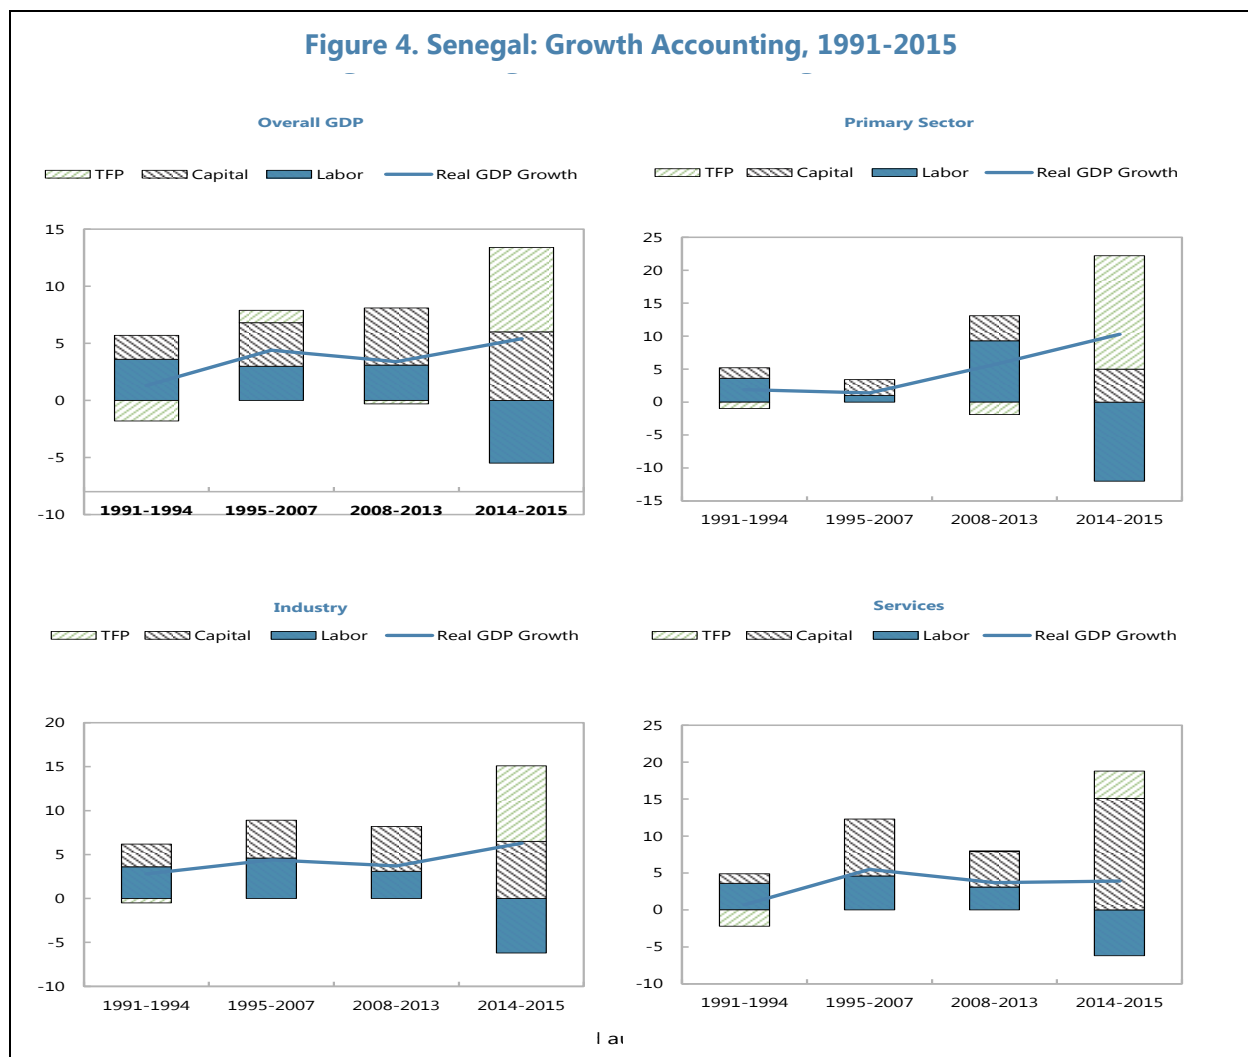 Figure 4. Senegal: Growth Accounting, 1991-2015
Overall GDP
TFP Capital Labor Real GDP Growth
15
10
5
0
-5
-10
1991-1994 1995-2007 2008-2013 2014-2015
Primary Sector
TFP Capital Labor Real GDP Growth
25
20
15
10
5
0
-5
-10
-15
1991-1994 1995-2007 2008-2013 2014-2015
Industry
TFP Capital Labor Real GDP Growth
20
15
10
5
0
-5
-10
1991-1994 1995-2007 2008-2013 2014-2015
Services
TFP Capital Labor Real GDP Growth
25
20
15
10
5
0
-5
-10
1991-1994 1995-2007 2008-2013 2014-2015